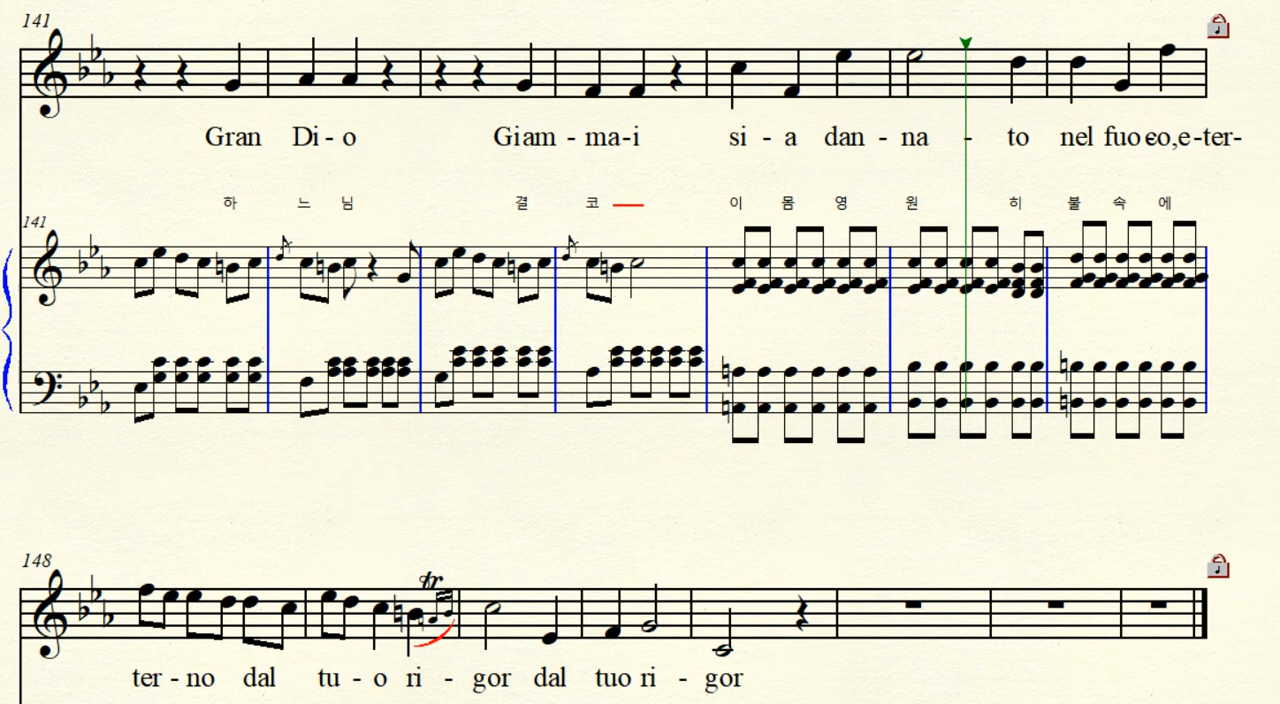 141
Gran Di - o Giam - ma-i si - a dan - na - to nel fuoco,e-ter-
하 느 님 결 코 이 몸 영 원 히 불 속 에
141
148
tr
ter - no dal tu - o ri - gor dal tuo ri - gor